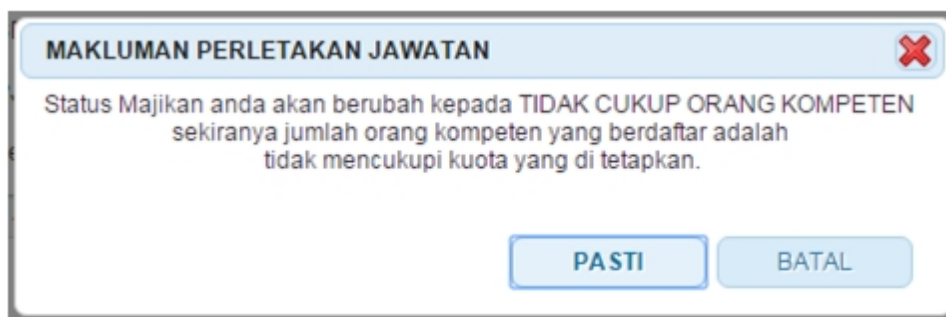 MAKLUMAN PERLETAKAN JAWATAN
Status Majikan anda akan berubah kepada TIDAK CUKUP ORANG KOMPETEN
sekiranya jumlah orang kompeten yang berdaftar adalah
tidak mencukupi kuota yang di tetapkan.
PASTI
BATAL